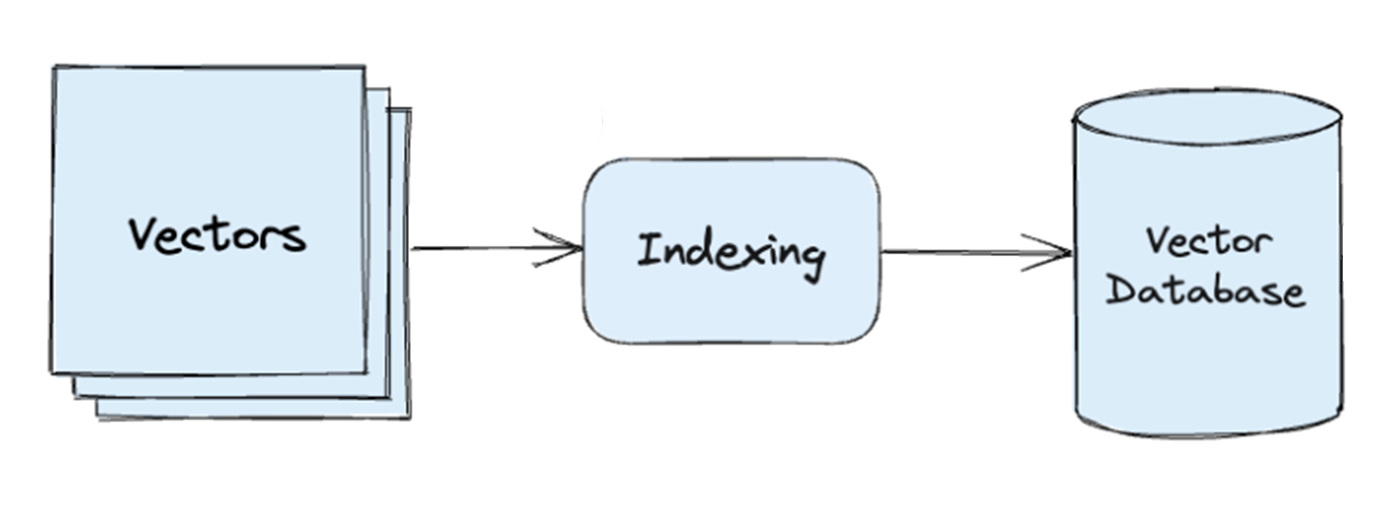 Vectors
Indexing
Vector
Database